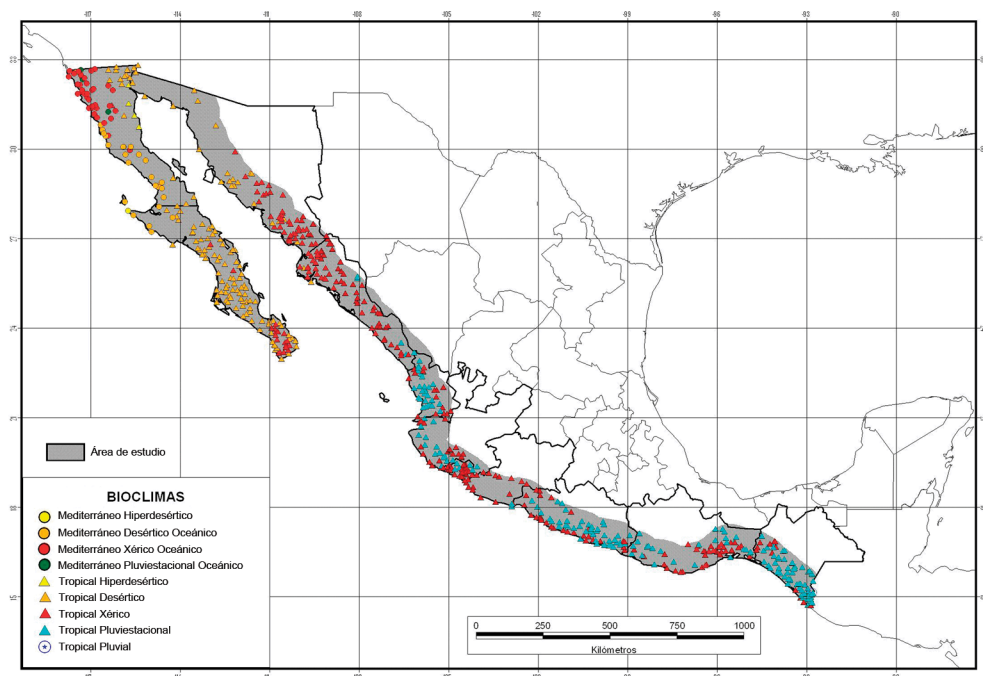 Área de estudio
BIOCLIMAS
Mediterráneo Hiperdesértico
Mediterráneo Desértico Oceánico
Mediterráneo Xérico Oceánico
Mediterráneo Pluviestacional Oceánico
Tropical Hiperdesértico
Tropical Desértico
Tropical Xérico
Tropical Pluviestacional
Tropical Pluvial
0 250 500 750 1000
Kilómetros